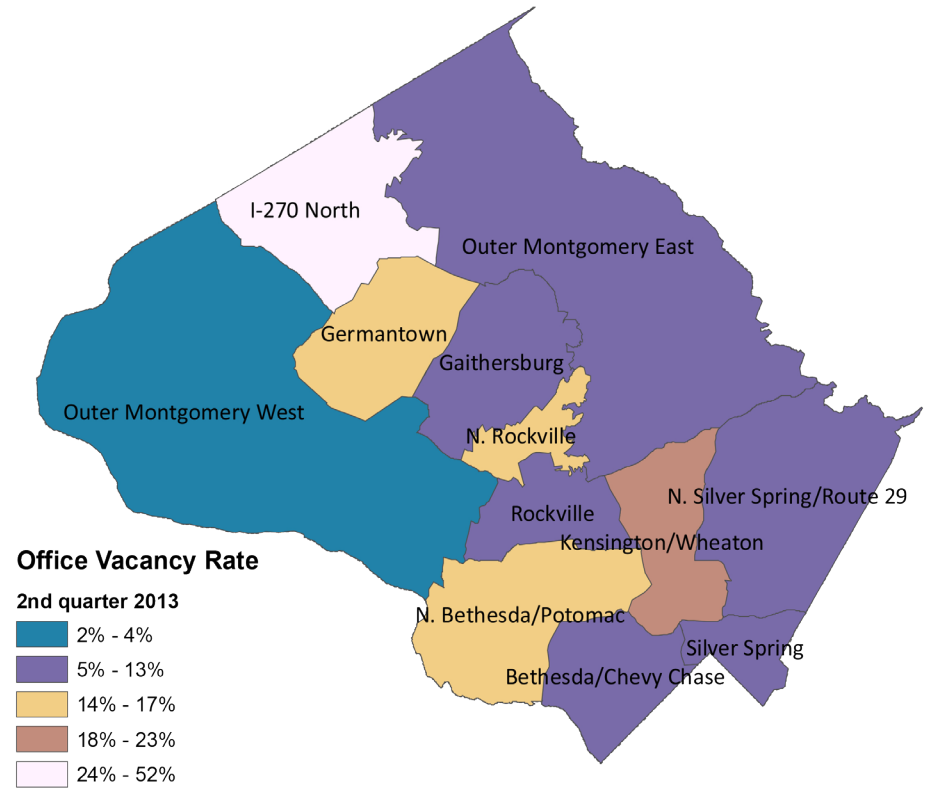 I-270 North
Outer Montgomery East
Germantown
Gaithersburg
Outer Montgomery West
N. Rockville
N. Silver Spring/Route 29
Rockville
Kensington/Wheaton
N. Bethesda/Potomac
Silver Spring
Bethesda/Chevy Chase
Office Vacancy Rate
2nd quarter 2013
2% - 4%
5% - 13%
14% - 17%
18% - 23%
24% - 52%